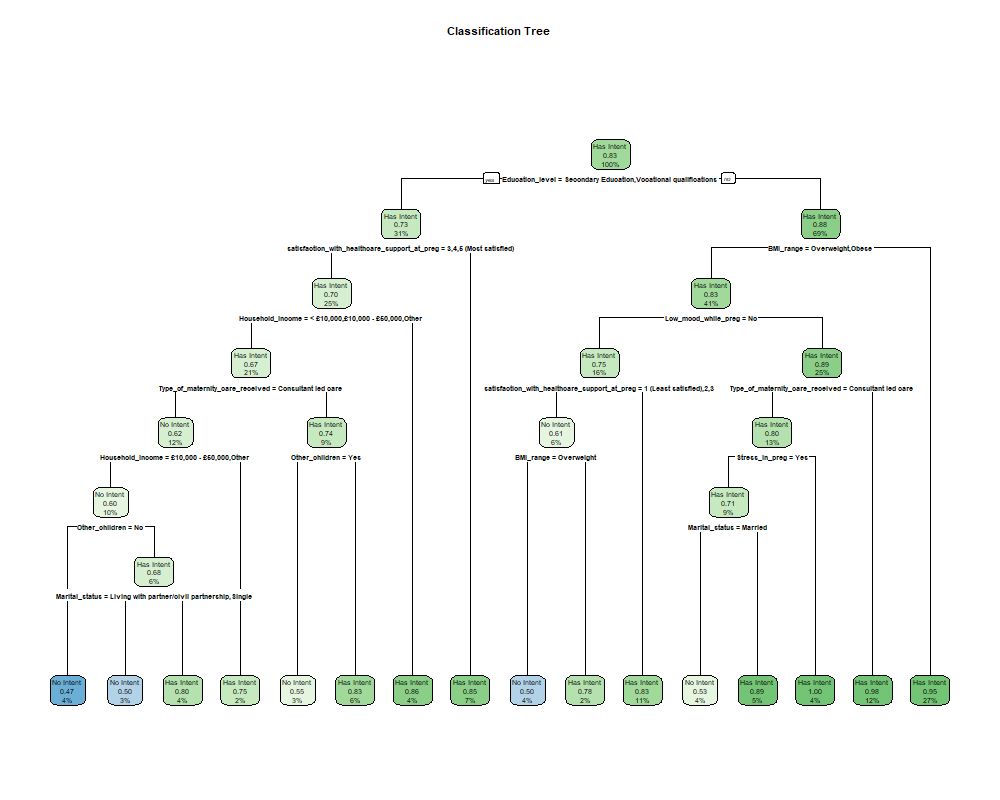 Classification Tree
Has Intent
0.83
100%
yes
Education_level = Secondary Education,Vocational qualifications
no
Has Intent
0.73
31%
Has Intent
0.88
69%
satisfaction_with_healthcare_support_at_preg = 3,4,5 (Most satisfied)
BMI_range = Overweight,Obese
Has Intent
0.70
25%
Has Intent
0.83
41%
Household_Income = < £10,000,£10,000 - £50,000,Other
Low_mood_while_preg = No
Has Intent
0.67
21%
Has Intent
0.75
16%
Has Intent
0.89
25%
Type_of_maternity_care_received = Consultant led care
satisfaction_with_healthcare_support_at_preg = 1 (Least satisfied),2,3
Type_of_maternity_care_received = Consultant led care
No Intent
0.62
12%
Has Intent
0.74
9%
No Intent
0.61
6%
Has Intent
0.80
13%
Household_Income = £10,000 - £50,000,Other
Other_children = Yes
BMI_range = Overweight
Stress_in_preg = Yes
No Intent
0.60
10%
Has Intent
0.71
9%
Other_children = No
Marital_status = Married
Has Intent
0.68
6%
Marital_status = Living with partner/civil partnership,Single
No Intent
0.47
4%
No Intent
0.50
3%
Has Intent
0.80
4%
Has Intent
0.75
2%
No Intent
0.55
3%
Has Intent
0.83
6%
Has Intent
0.86
4%
Has Intent
0.85
7%
No Intent
0.50
4%
Has Intent
0.78
2%
Has Intent
0.83
11%
No Intent
0.53
4%
Has Intent
0.89
5%
Has Intent
1.00
4%
Has Intent
0.98
12%
Has Intent
0.95
27%